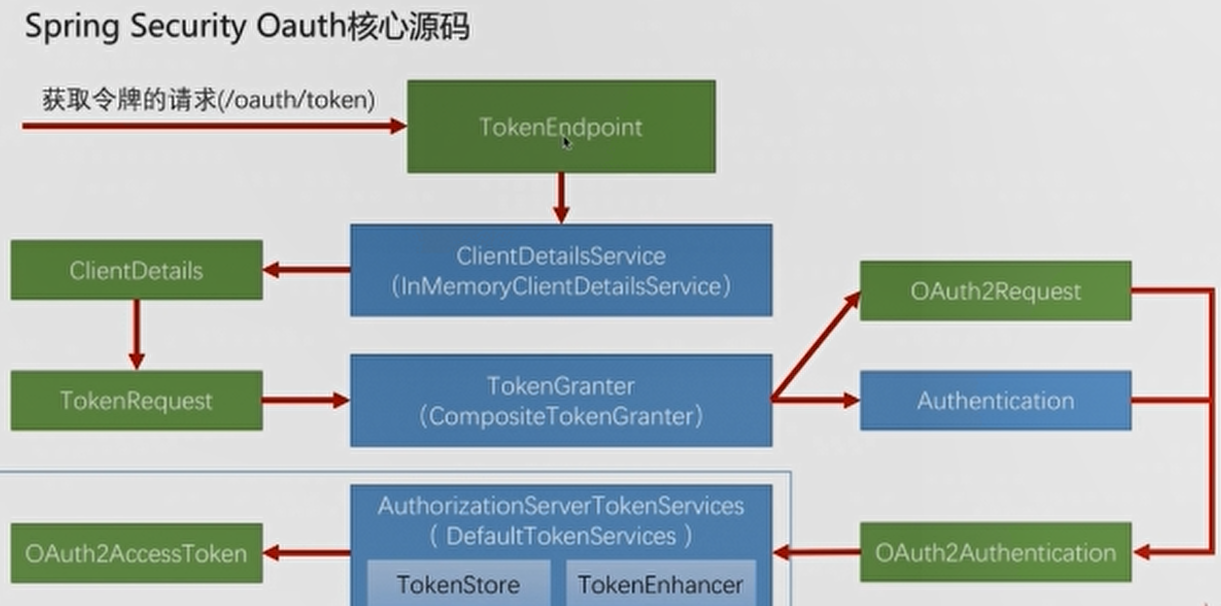 Spring Security Oauth核心源码
获取令牌的请求(/oauth/token)
TokenEndpoint
ClientDetails
ClientDetailsService
(InMemoryClientDetailsService)
OAuth2Request
TokenRequest
TokenGranter
(CompositeTokenGranter)
Authentication
AuthorizationServerTokenServices
( DefaultTokenServices )
OAuth2AccessToken
OAuth2Authentication
TokenStore
TokenEnhancer